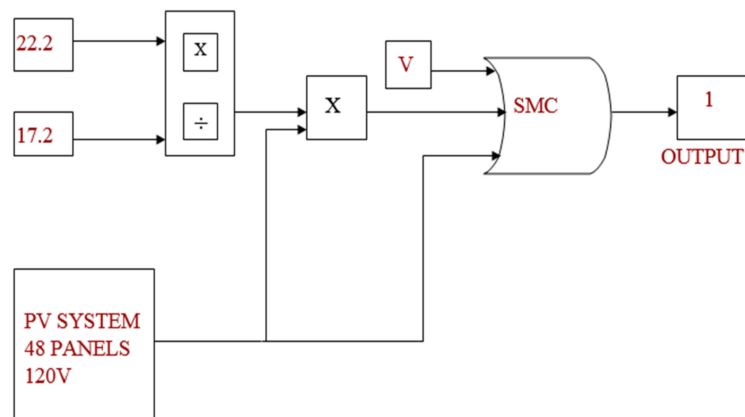 22.2
X
÷
17.2
X
V
SMC
1
OUTPUT
PV SYSTEM
48 PANELS
120V